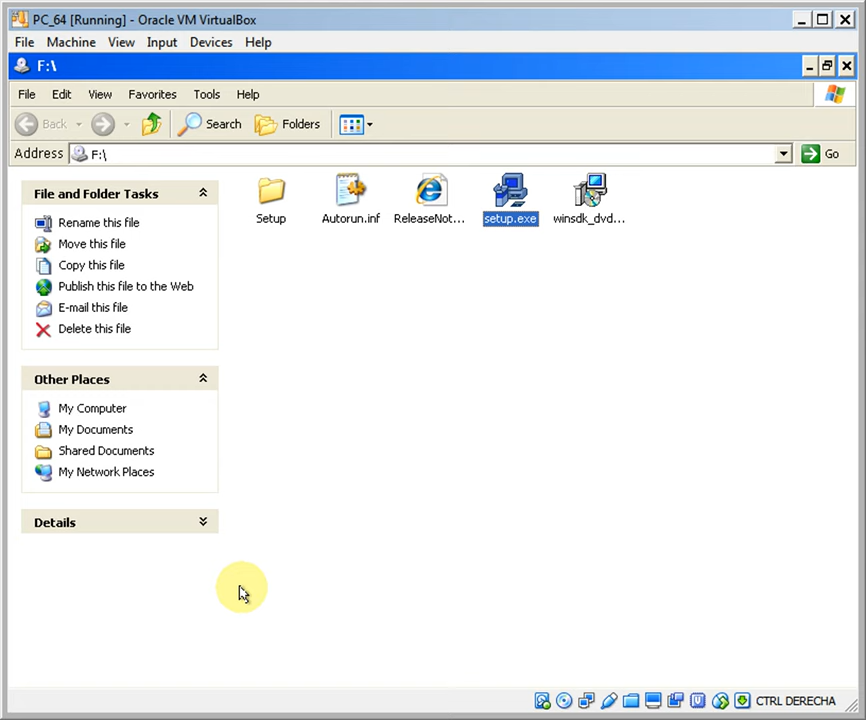 PC_64 [Running] - Oracle VM VirtualBox
File Machine View Input Devices Help
F:\
File Edit View Favorites Tools Help
Back Search Folders
Address F:\ Go
File and Folder Tasks
Rename this file
Move this file
Copy this file
Publish this file to the Web
E-mail this file
Delete this file
Other Places
My Computer
My Documents
Shared Documents
My Network Places
Details
Setup Autorun.inf ReleaseNot... setup.exe winsdk_dvd...
CTRL DERECHA